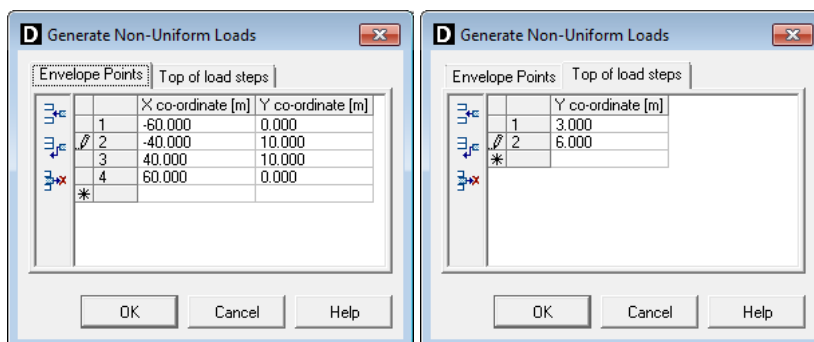 D Generate Non-Uniform Loads
Envelope Points Top of load steps
X co-ordinate [m] Y co-ordinate [m]
1 -60.000 0.000
2 -40.000 10.000
3 40.000 10.000
4 60.000 0.000
*
OK Cancel Help
D Generate Non-Uniform Loads
Envelope Points Top of load steps
Y co-ordinate [m]
1 3.000
2 6.000
*
OK Cancel Help